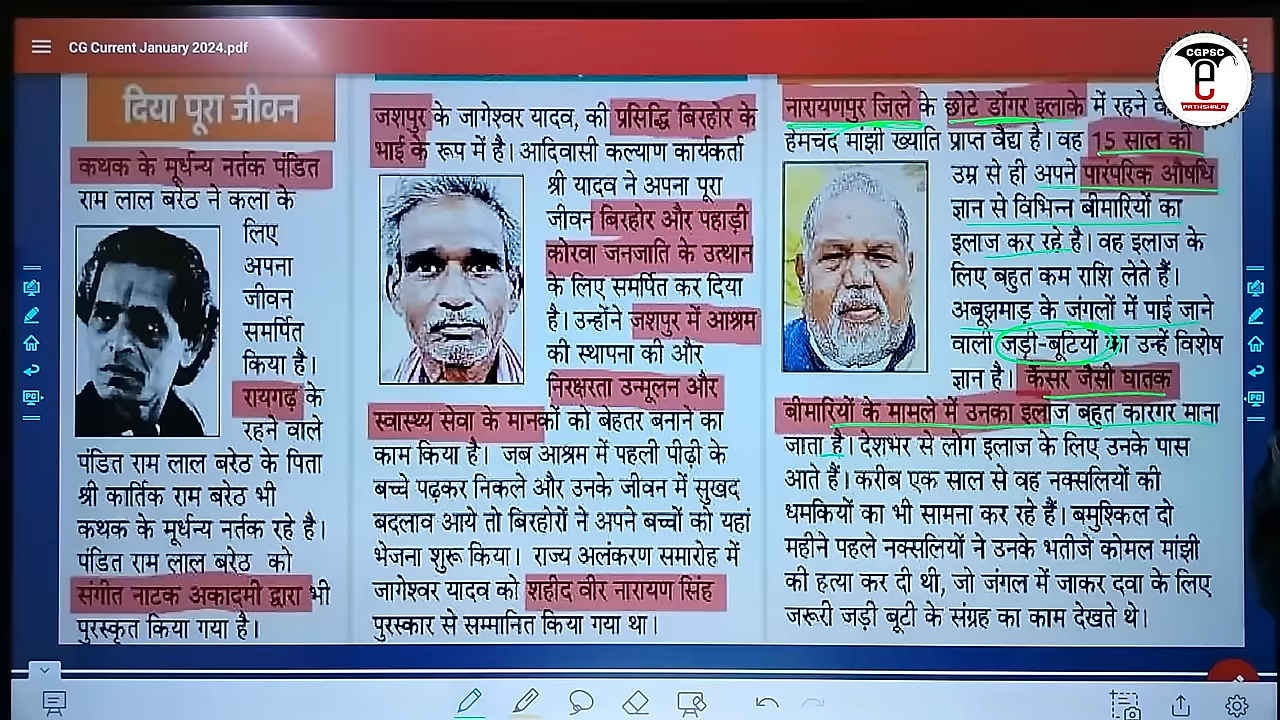 CG Current January 2024.pdf
CGPSC
e
PATHSHALA
दिया पूरा जीवन
कथक के मूर्धन्य नर्तक पंडित
राम लाल बरेठ ने कला के
लिए
अपना
जीवन
समर्पित
किया है।
रायगढ़ के
रहने वाले
पंडित राम लाल बरेठ के पिता
श्री कार्तिक राम बरेठ भी
कथक के मूर्धन्य नर्तक रहे है।
पंडित राम लाल बरेठ को
संगीत नाटक अकादमी द्वारा भी
पुरस्कृत किया गया है।
जशपुर के जागेश्वर यादव, की प्रसिद्धि बिरहोर के
भाई के रूप में है। आदिवासी कल्याण कार्यकर्ता
श्री यादव ने अपना पूरा
जीवन बिरहोर और पहाड़ी
कोरवा जनजाति के उत्थान
के लिए समर्पित कर दिया
है। उन्होंने जशपुर में आश्रम
की स्थापना की और
निरक्षरता उन्मूलन और
स्वास्थ्य सेवा के मानकों को बेहतर बनाने का
काम किया है। जब आश्रम में पहली पीढ़ी के
बच्चे पढ़कर निकले और उनके जीवन में सुखद
बदलाव आये तो बिरहोरों ने अपने बच्चों को यहां
भेजना शुरू किया। राज्य अलंकरण समारोह में
जागेश्वर यादव को शहीद वीर नारायण सिंह
पुरस्कार से सम्मानित किया गया था।
नारायणपुर जिले के छोटे डोंगर इलाके में रहने
हेमचंद मांझी ख्याति प्राप्त वैद्य है। वह 15 साल की
उम्र से ही अपने पारंपरिक औषधि
ज्ञान से विभिन्न बीमारियों का
इलाज कर रहे है। वह इलाज के
लिए बहुत कम राशि लेते हैं।
अबूझमाड़ के जंगलों में पाई जाने
वाली जड़ी-बूटियों का उन्हें विशेष
ज्ञान है। कैंसर जैसी घातक
बीमारियों के मामले में उनका इलाज बहुत कारगर माना
जाता है। देशभर से लोग इलाज के लिए उनके पास
आते हैं। करीब एक साल से वह नक्सलियों की
धमकियों का भी सामना कर रहे हैं। बमुश्किल दो
महीने पहले नक्सलियों ने उनके भतीजे कोमल मांझी
की हत्या कर दी थी, जो जंगल में जाकर दवा के लिए
जरूरी जड़ी बूटी के संग्रह का काम देखते थे।